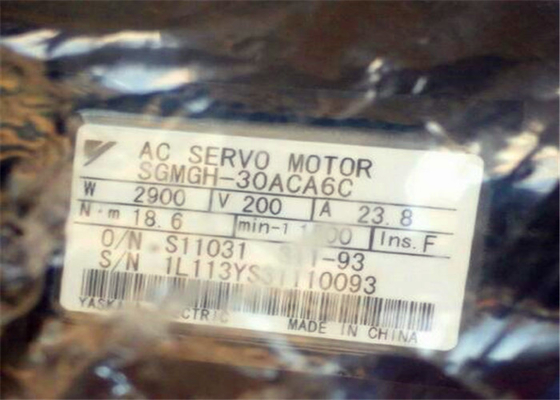 AC SERVO MOTOR
SGMGH-30ACA6C
W 2900 V 200 A 23.8
N·m 18.6 min-1 Ins. F
O/N S11031 -93
S/N 1L113YS 1110093
MADE IN CHINA